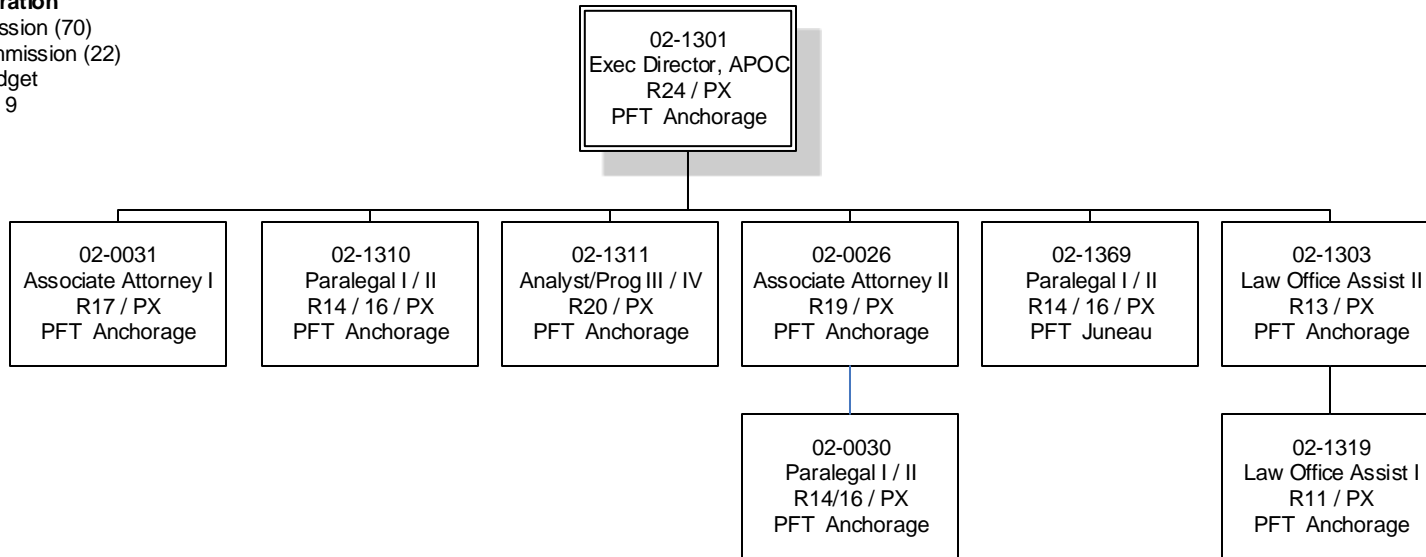 ssion (70)
mmission (22)
9
02-1301
Exec Director, APOC
R24 / PX
PFT Anchorage
02-0031
Associate Attorney I
R17 / PX
PFT Anchorage
02-1310
Paralegal I / II
R14 / 16 / PX
PFT Anchorage
02-1311
Analyst/Prog III / IV
R20 / PX
PFT Anchorage
02-0026
Associate Attorney II
R19 / PX
PFT Anchorage
02-1369
Paralegal I / II
R14 / 16 / PX
PFT Juneau
02-1303
Law Office Assist II
R13 / PX
PFT Anchorage
02-0030
Paralegal I / II
R14/16 / PX
PFT Anchorage
02-1319
Law Office Assist I
R11 / PX
PFT Anchorage